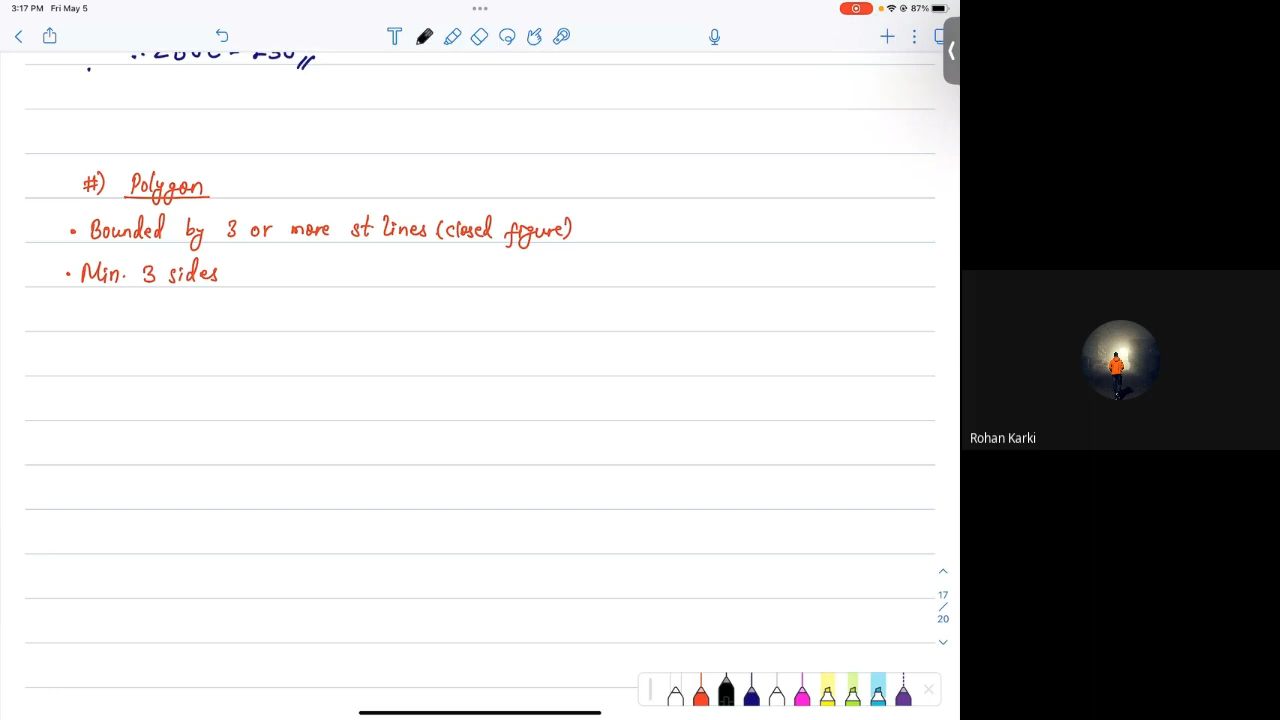 3:17 PM Fri May 5
87%
T
#) Polygon
• Bounded by 3 or more st lines (closed figure)
• Min. 3 sides
Rohan Karki
17
/
20